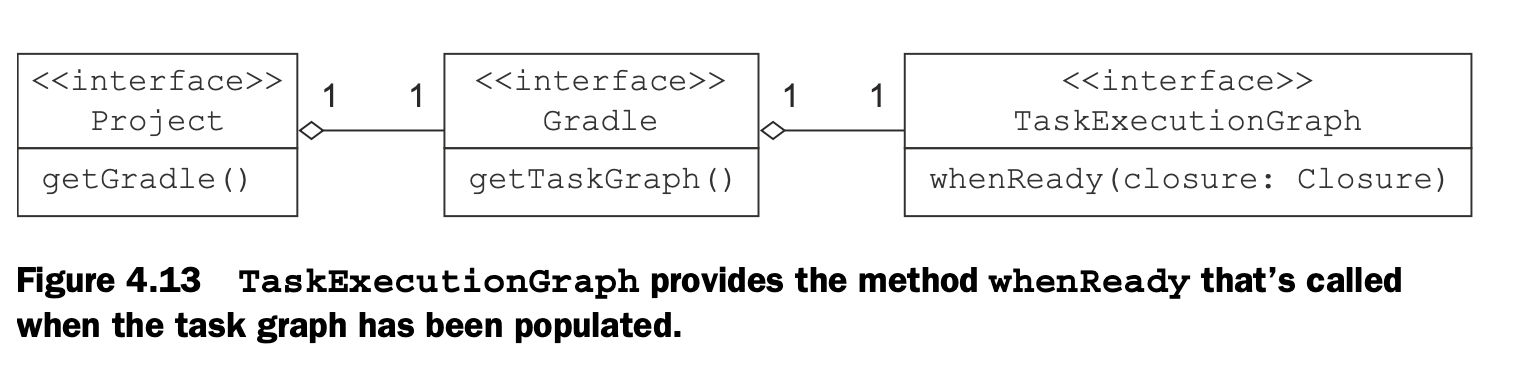 <<interface>>
Project
getGradle()
1 1
<<interface>>
Gradle
getTaskGraph()
1 1
<<interface>>
TaskExecutionGraph
whenReady(closure: Closure)
Figure 4.13 TaskExecutionGraph provides the method whenReady that’s called
when the task graph has been populated.